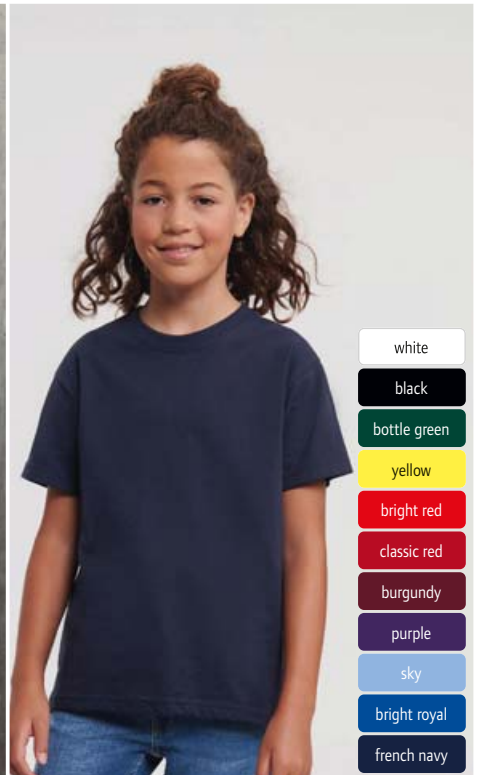 white
black
bottle green
yellow
bright red
classic red
burgundy
purple
sky
bright royal
french navy